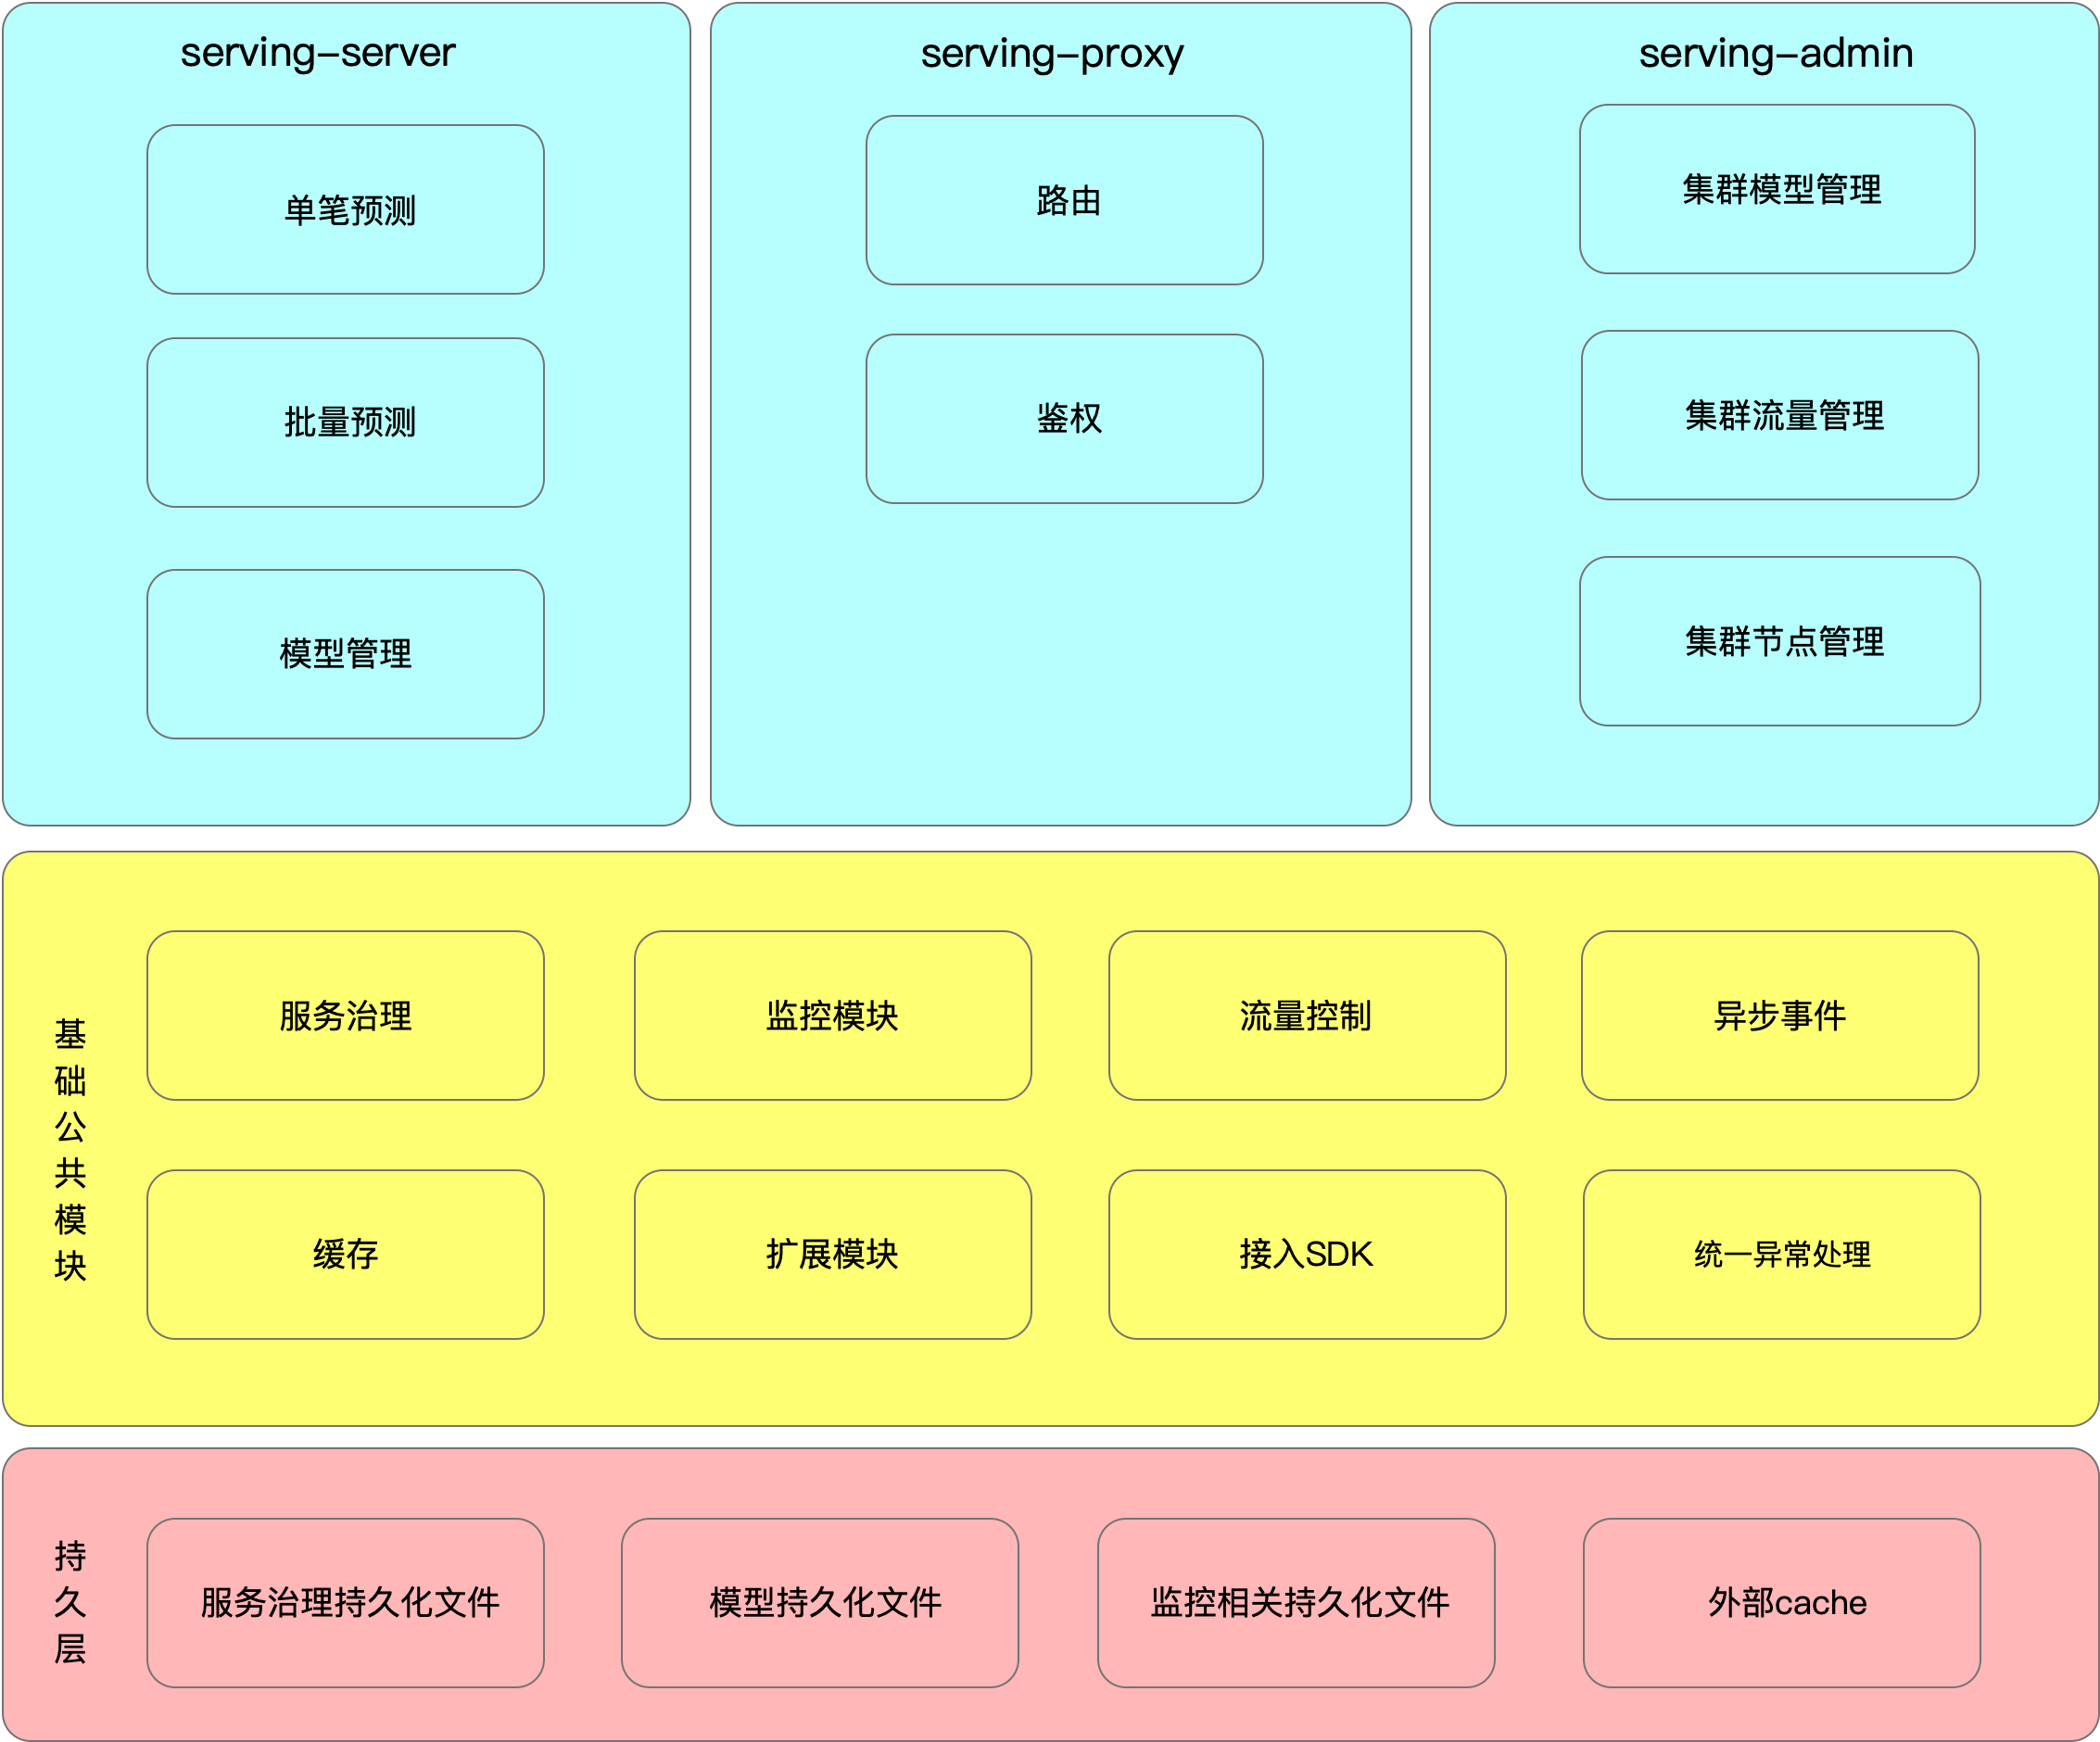 serving-server
单笔预测
批量预测
模型管理
serving-proxy
路由
鉴权
serving-admin
集群模型管理
集群流量管理
集群节点管理
基础公共模块
服务治理
监控模块
流量控制
异步事件
缓存
扩展模块
接入SDK
统一异常处理
持久层
服务治理持久化文件
模型持久化文件
监控相关持久化文件
外部cache